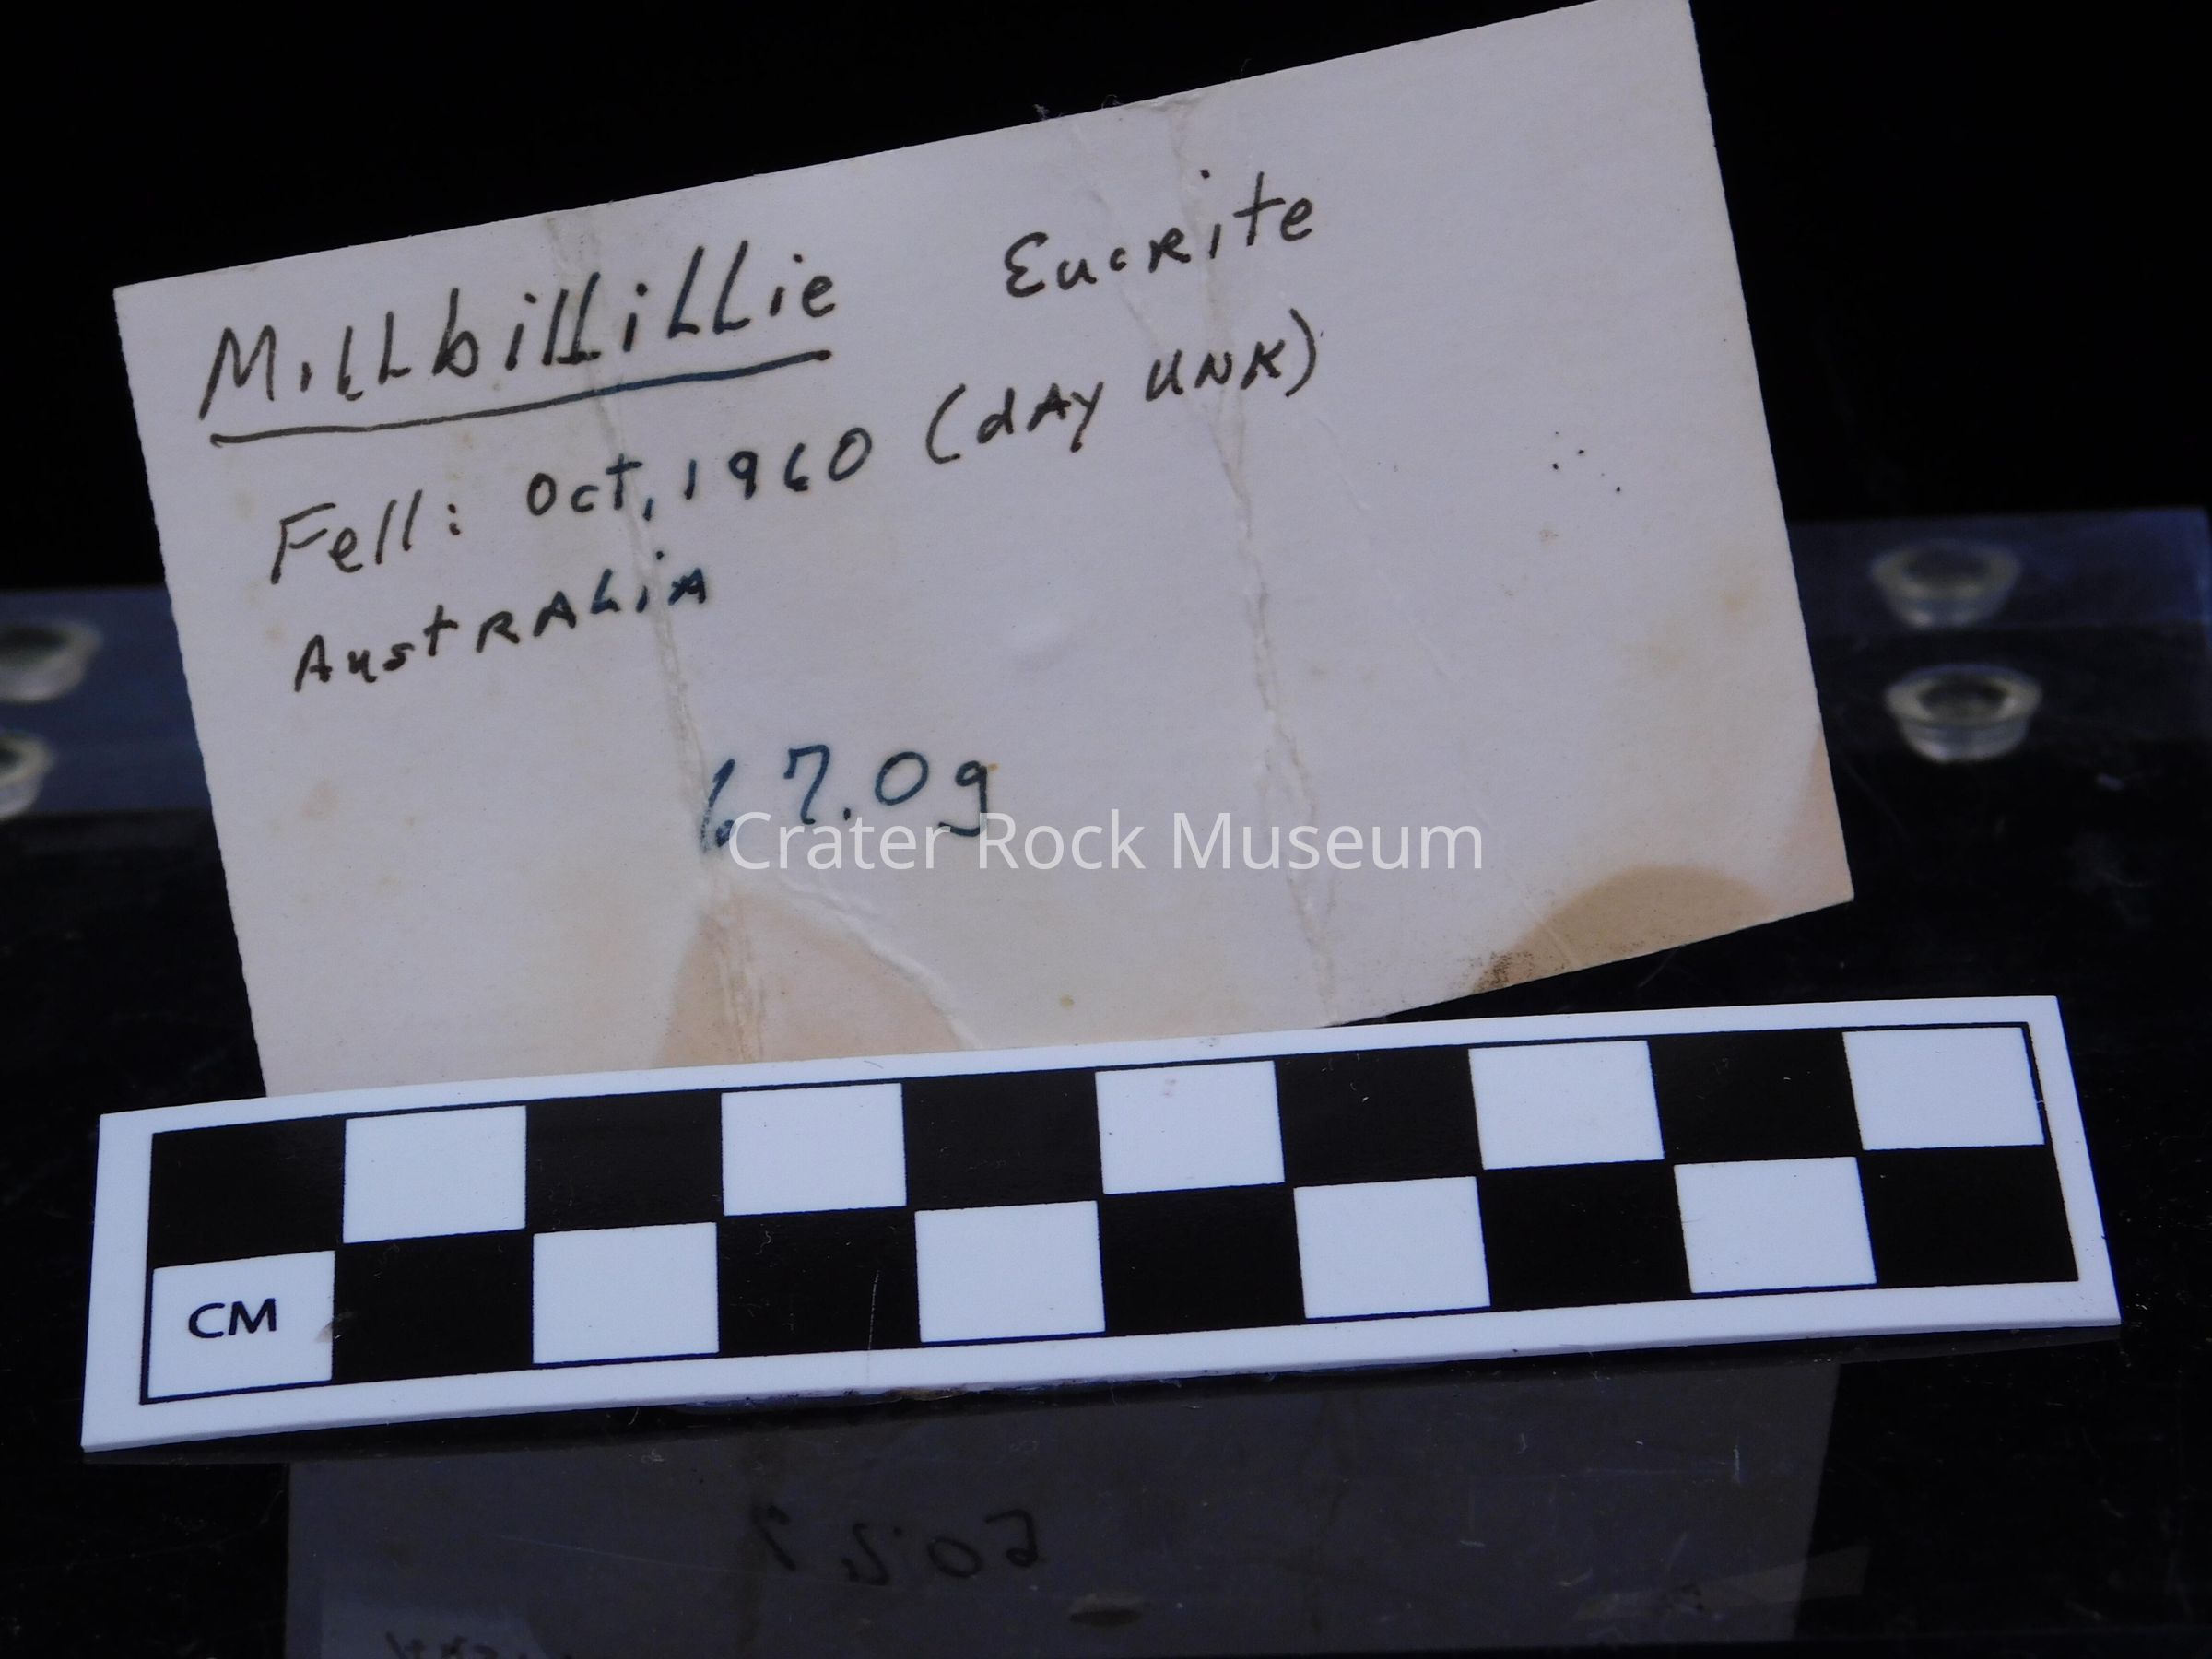 Millbillillie Eucrite
Fell: Oct, 1960 (day UNK)
Australia
67.0g
Crater Rock Museum
CM